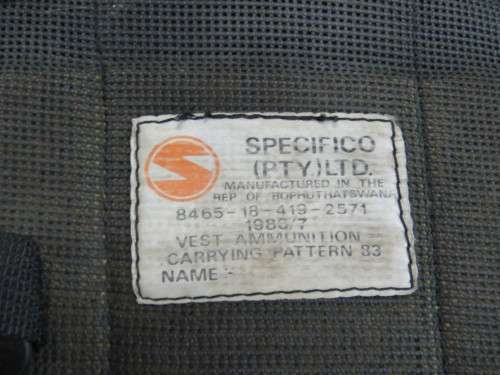 SPECIFICO
(PTY.) LTD.
MANUFACTURED IN THE
REP OF BOPHUTHATSWANA
8465-18-419-2571
1986/7
VEST AMMUNITION
CARRYING PATTERN 83
NAME:-